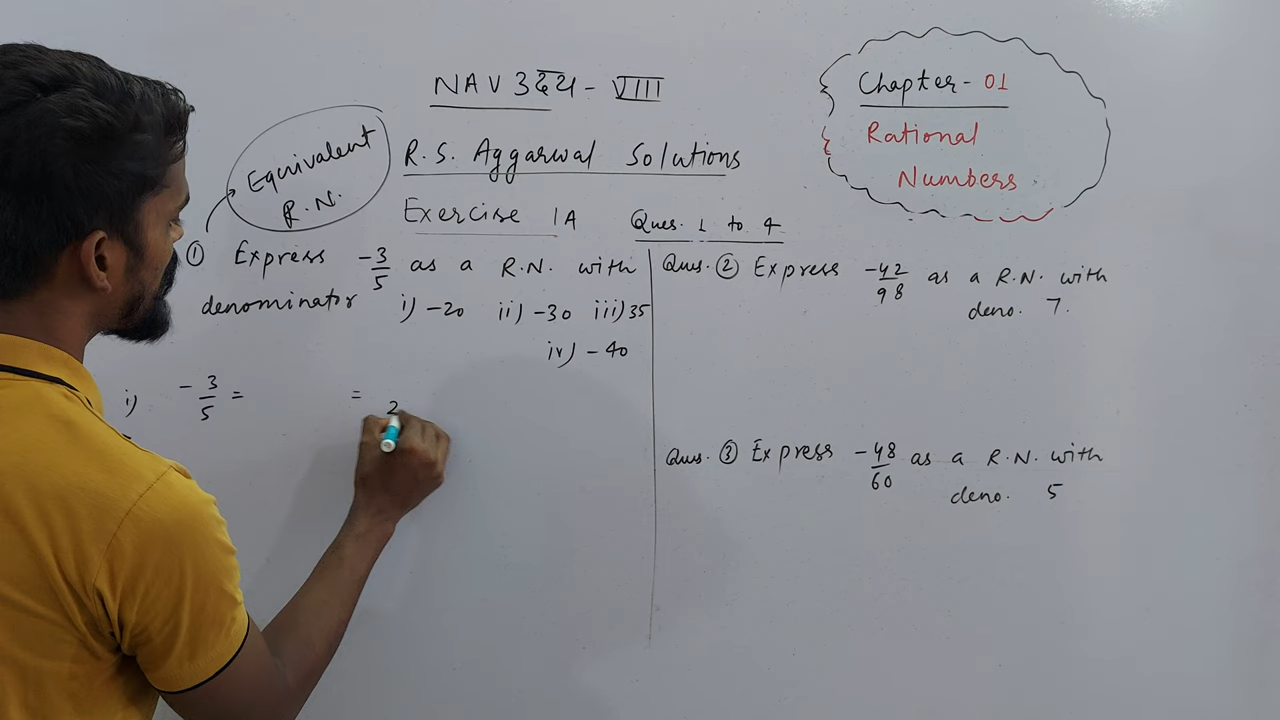 NAV उदय - VIII
R.S. Aggarwal Solutions
Exercise 1A Ques. 1 to 4
Chapter - 01
Rational
Numbers
Equivalent
R.N.
① Express -3/5 as a R.N. with
denominator i) -20 ii) -30 iii) 35
iv) -40
i) -3/5 = = 2
Ques. ② Express -42/98 as a R.N. with
deno. 7.
Ques. ③ Express -48/60 as a R.N. with
deno. 5